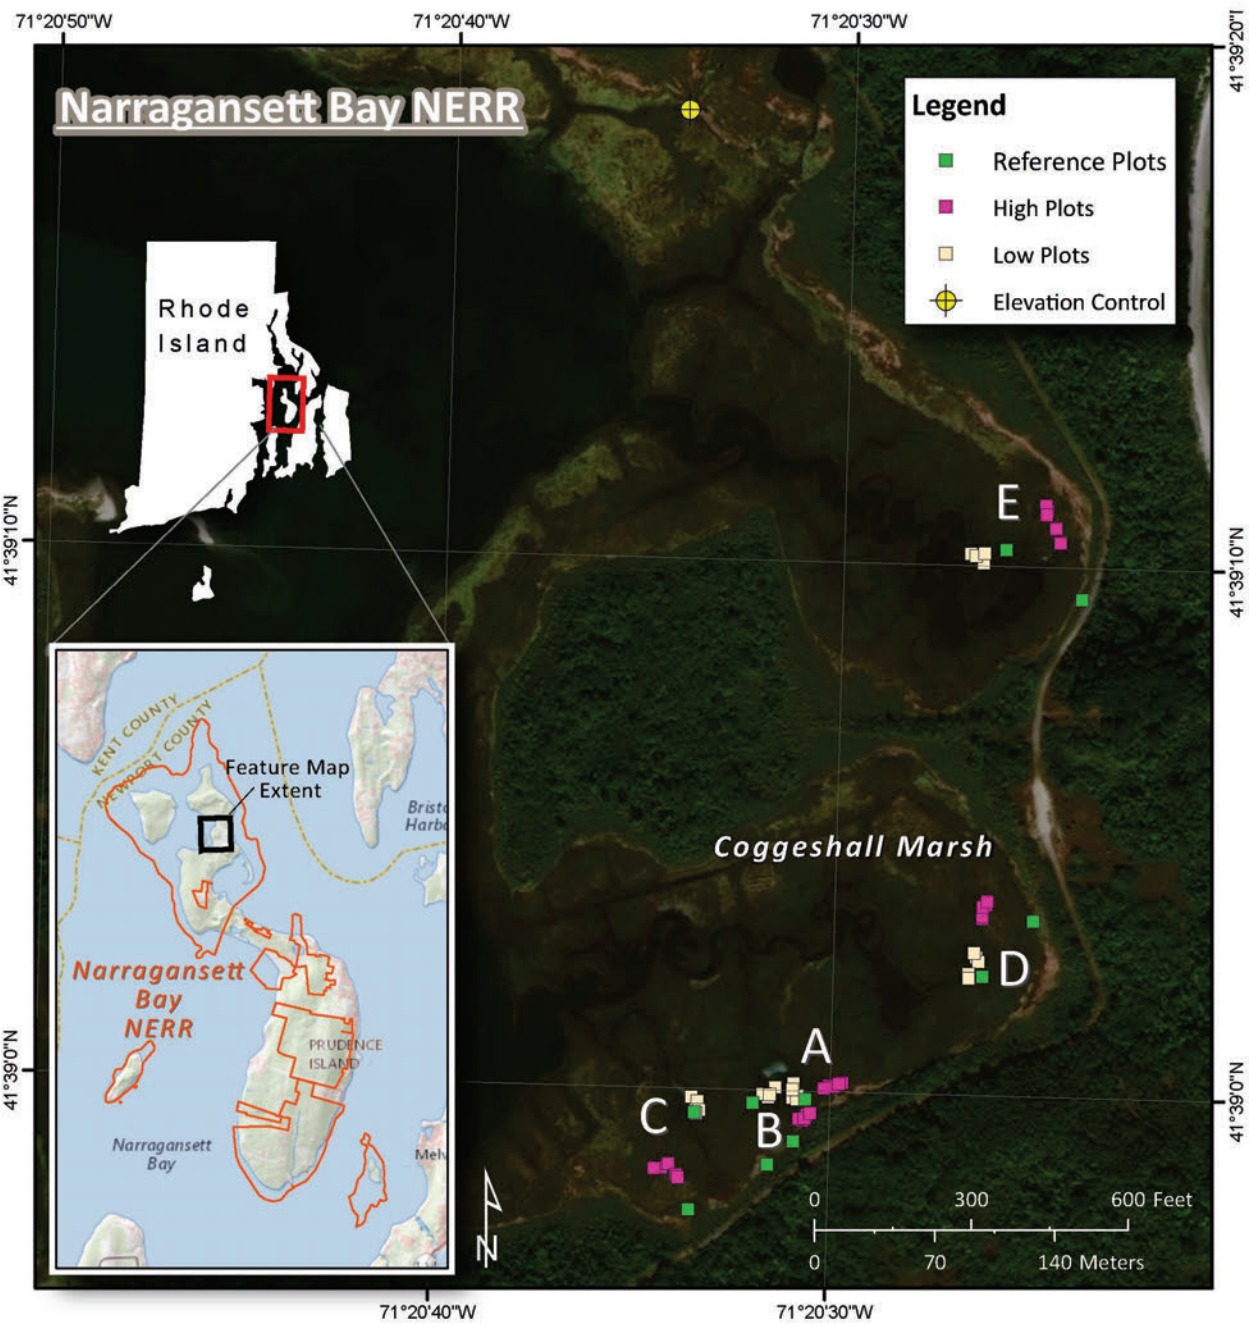 71°20'50"W
71°20'40"W
71°20'30"W
41°39'20"
Narragansett Bay NERR
Legend
Reference Plots
High Plots
Low Plots
Elevation Control
Rhode
Island
E
41°39'10"N
41°39'10"N
KENT COUNTY
NEWPORT COUNTY
Feature Map
Extent
Harb
Coggeshall Marsh
Narragansett
Bay
NERR
D
PRUDENCE
ISLAND
A
41°39'0"N
41°39'0"N
C
B
Narragansett
Bay
Melv
0 300 600 Feet
0 70 140 Meters
N
71°20'40"W
71°20'30"W